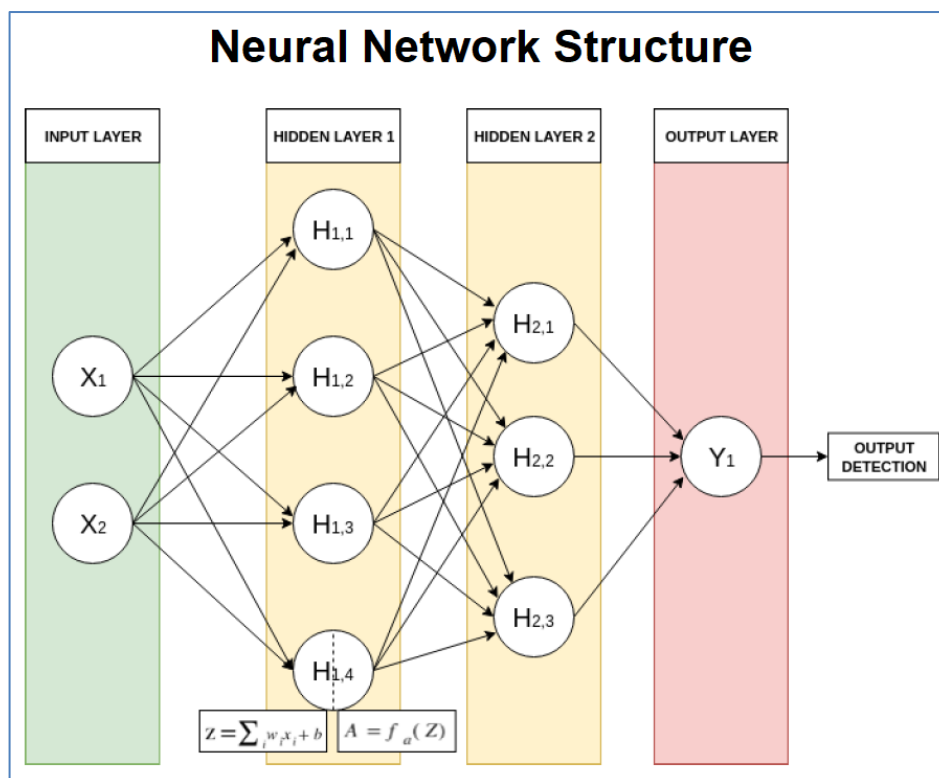 Neural Network Structure
INPUT LAYER
HIDDEN LAYER 1
HIDDEN LAYER 2
OUTPUT LAYER
H1,1
H2,1
X1
H1,2
H2,2
Y1
OUTPUT
DETECTION
X2
H1,3
H2,3
H1,4
Z=∑ᵢwᵢxᵢ+b
A=fₐ(Z)